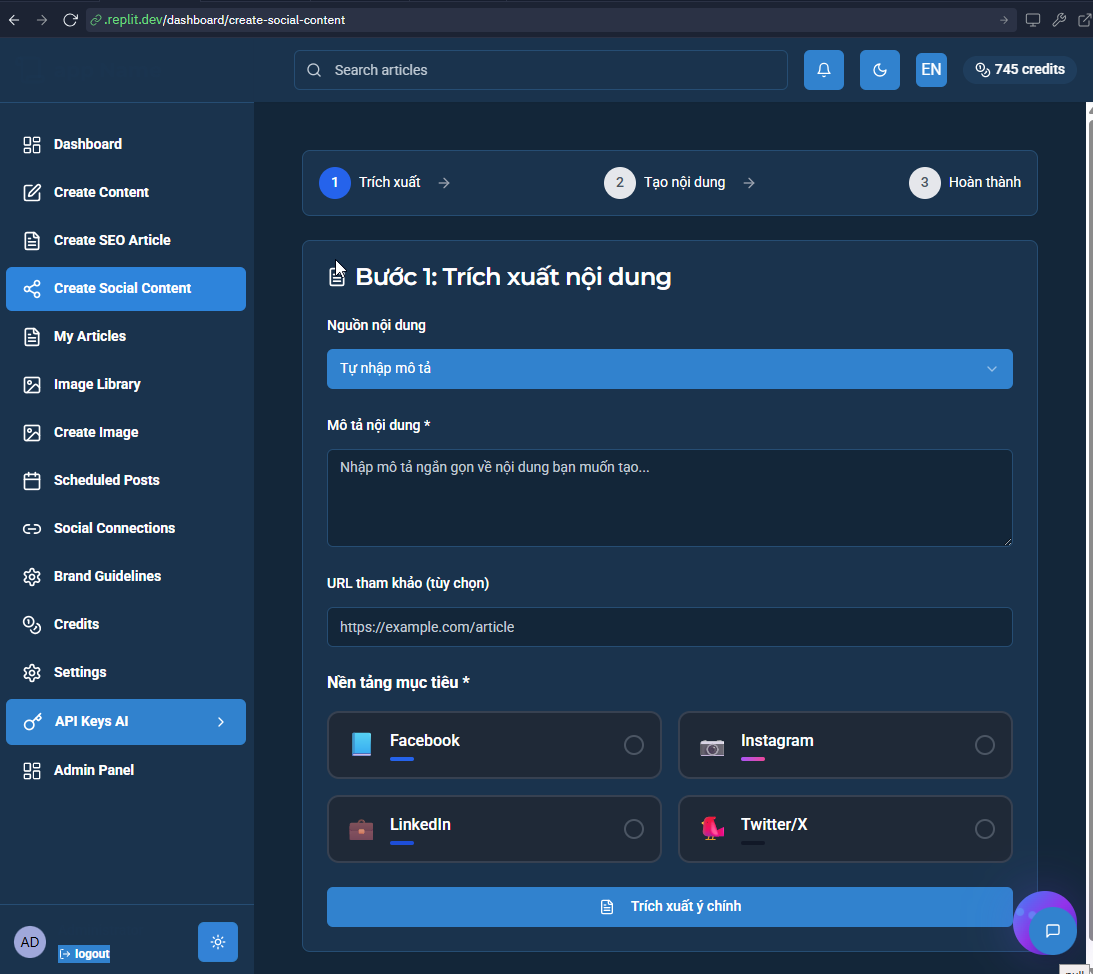 .replit.dev/dashboard/create-social-content
Search articles
EN
745 credits
Dashboard
Create Content
Create SEO Article
Create Social Content
My Articles
Image Library
Create Image
Scheduled Posts
Social Connections
Brand Guidelines
Credits
Settings
API Keys AI
Admin Panel
AD
logout
1 Trích xuất
2 Tạo nội dung
3 Hoàn thành
Bước 1: Trích xuất nội dung
Nguồn nội dung
Tự nhập mô tả
Mô tả nội dung *
Nhập mô tả ngắn gọn về nội dung bạn muốn tạo...
URL tham khảo (tùy chọn)
https://example.com/article
Nền tảng mục tiêu *
Facebook
Instagram
LinkedIn
Twitter/X
Trích xuất ý chính